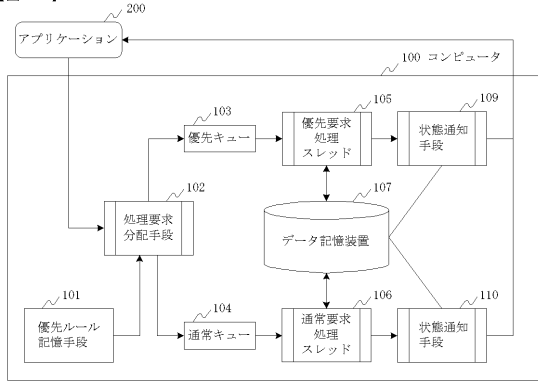 200
アプリケーション
100 コンピュータ
103
優先キュー
105
優先要求
処理
スレッド
109
状態通知
手段
102
処理要求
分配手段
107
データ記憶装置
101
優先ルール
記憶手段
104
通常キュー
106
通常要求
処理
スレッド
110
状態通知
手段